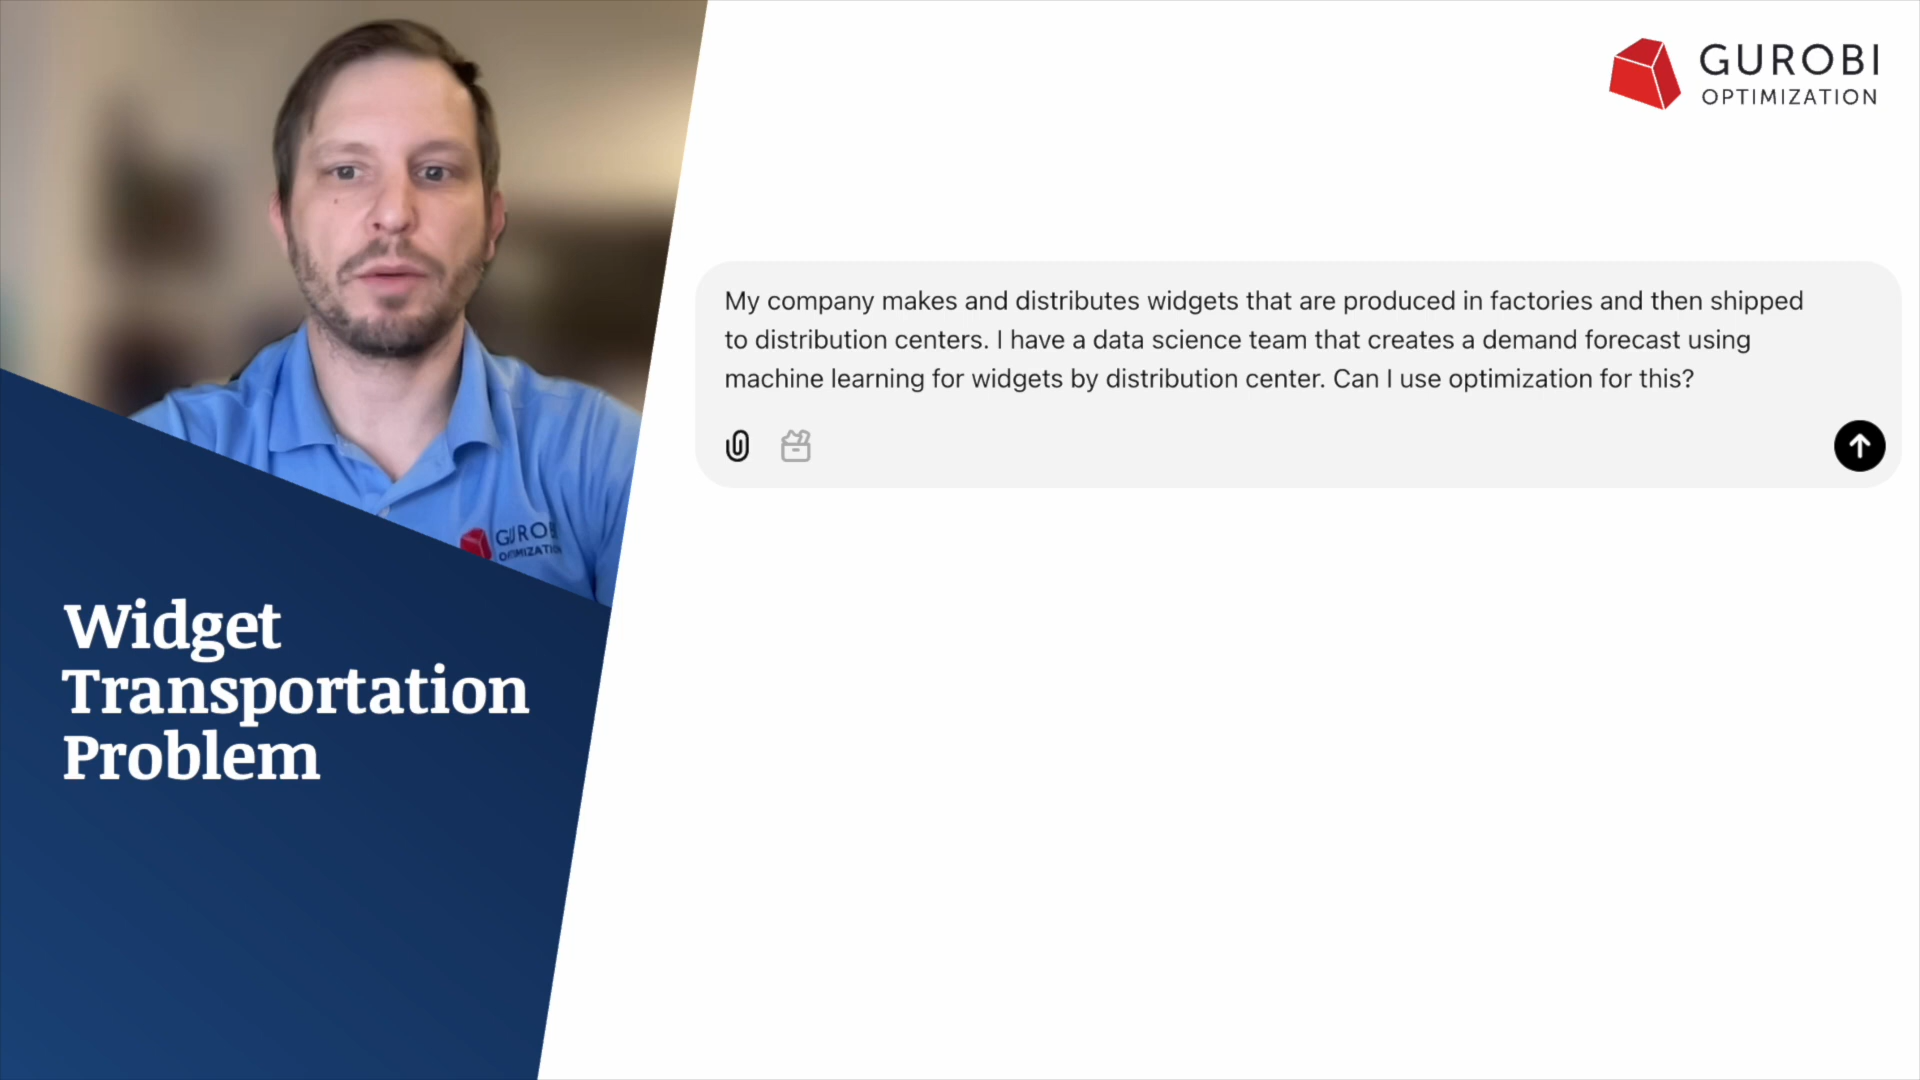 GUROBI
OPTIMIZATION
My company makes and distributes widgets that are produced in factories and then shipped
to distribution centers. I have a data science team that creates a demand forecast using
machine learning for widgets by distribution center. Can I use optimization for this?
GUROBI
OPTIMIZATION
Widget
Transportation
Problem